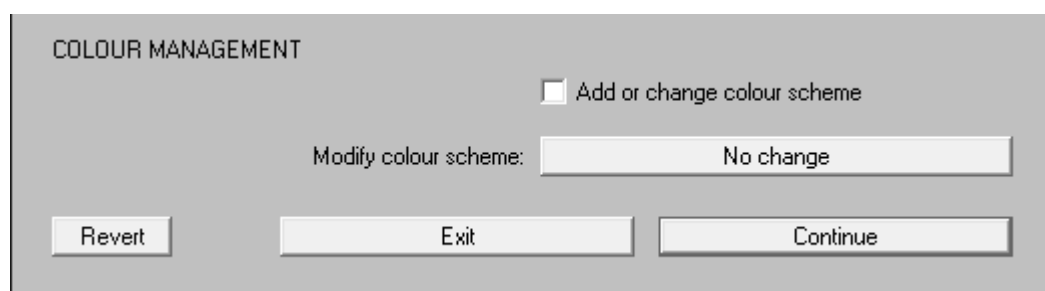 COLOUR MANAGEMENT
Add or change colour scheme
Modify colour scheme: No change
Revert Exit Continue